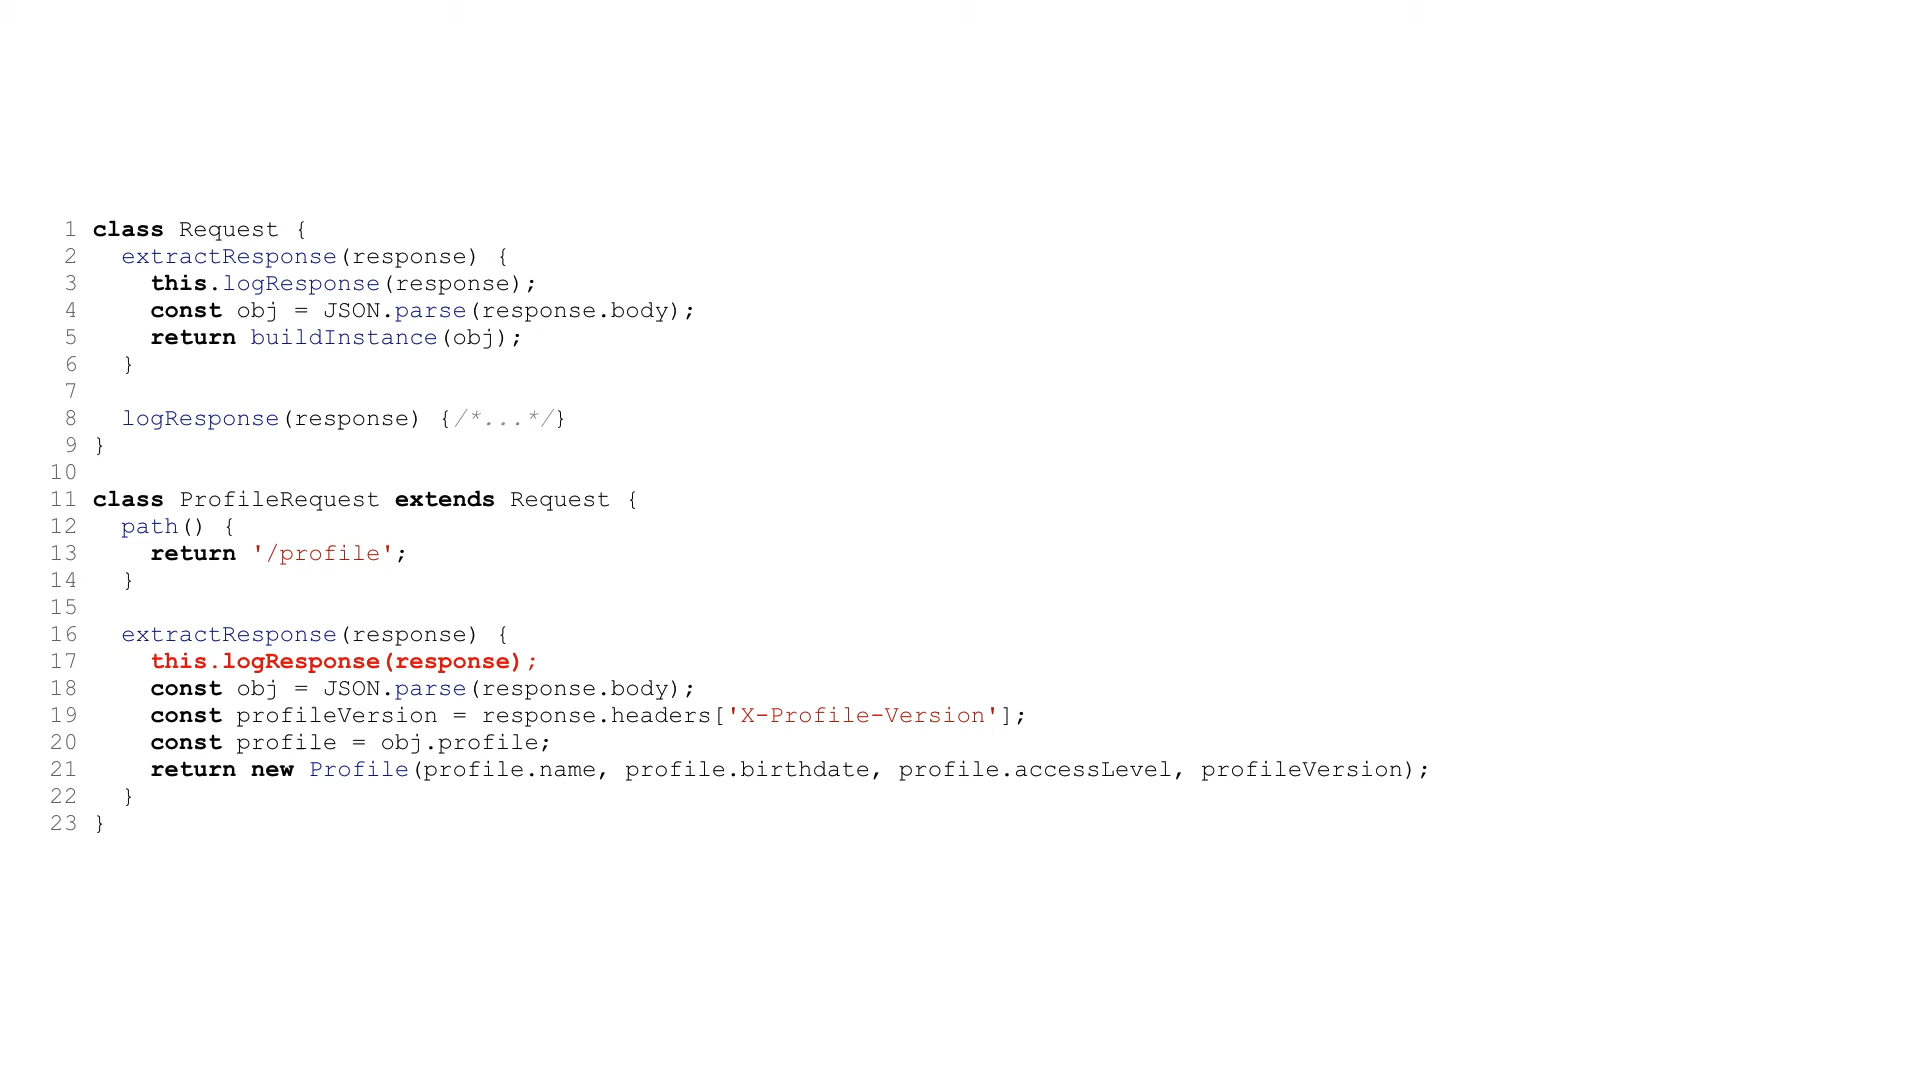 1 class Request {
2   extractResponse(response) {
3     this.logResponse(response);
4     const obj = JSON.parse(response.body);
5     return buildInstance(obj);
6   }
7
8   logResponse(response) {/*...*/}
9 }
10
11 class ProfileRequest extends Request {
12   path() {
13     return '/profile';
14   }
15
16   extractResponse(response) {
17     this.logResponse(response);
18     const obj = JSON.parse(response.body);
19     const profileVersion = response.headers['X-Profile-Version'];
20     const profile = obj.profile;
21     return new Profile(profile.name, profile.birthdate, profile.accessLevel, profileVersion);
22   }
23 }